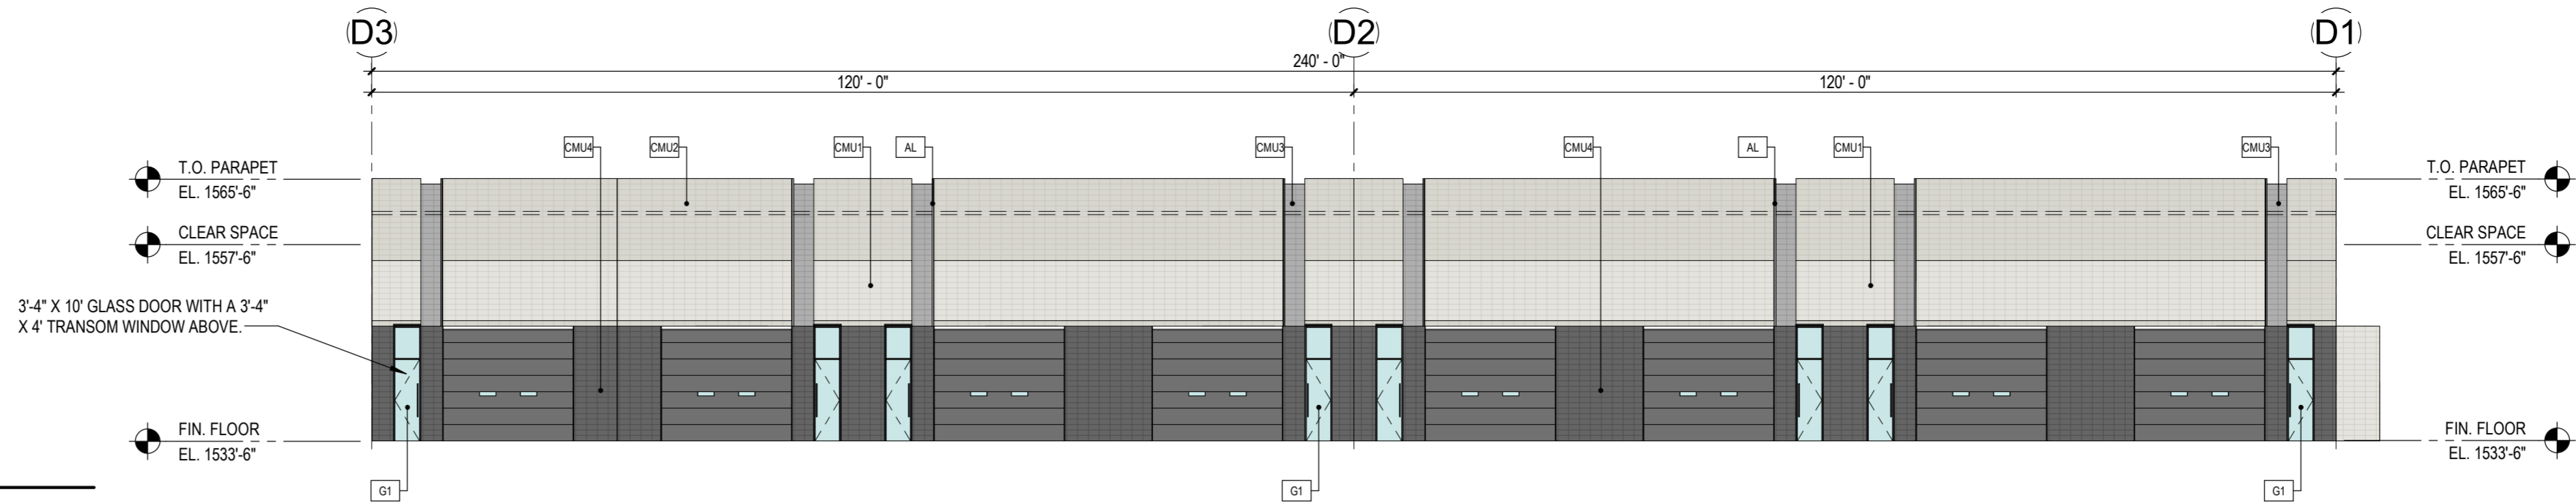 D3
D2
D1
240' - 0"
120' - 0"
120' - 0"
CMU4
CMU2
CMU1
AL
CMU3
CMU4
AL
CMU1
CMU3
T.O. PARAPET
EL. 1565'-6"
T.O. PARAPET
EL. 1565'-6"
CLEAR SPACE
EL. 1557'-6"
CLEAR SPACE
EL. 1557'-6"
3'-4" X 10' GLASS DOOR WITH A 3'-4"
X 4' TRANSOM WINDOW ABOVE.
FIN. FLOOR
EL. 1533'-6"
FIN. FLOOR
EL. 1533'-6"
G1
G1
G1